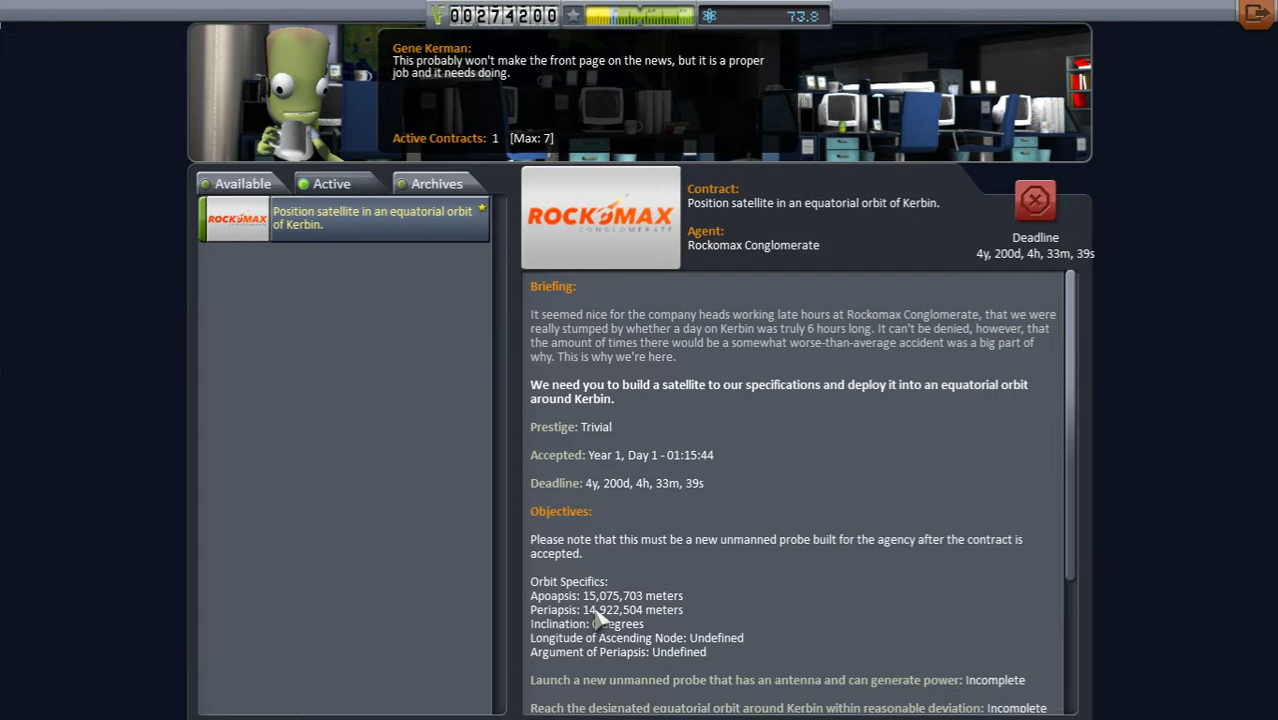 00274200
73.8
Gene Kerman:
This probably won't make the front page on the news, but it is a proper
job and it needs doing.
Active Contracts: 1 [Max: 7]
Available
Active
Archives
ROCKOMAX
Position satellite in an equatorial orbit
of Kerbin.
ROCKOMAX
CONGLOMERATE
Contract:
Position satellite in an equatorial orbit of Kerbin.
Agent:
Rockomax Conglomerate
Deadline
4y, 200d, 4h, 33m, 39s
Briefing:
It seemed nice for the company heads working late hours at Rockomax Conglomerate, that we were
really stumped by whether a day on Kerbin was truly 6 hours long. It can't be denied, however, that
the amount of times there would be a somewhat worse-than-average accident was a big part of
why. This is why we're here.
We need you to build a satellite to our specifications and deploy it into an equatorial orbit
around Kerbin.
Prestige: Trivial
Accepted: Year 1, Day 1 - 01:15:44
Deadline: 4y, 200d, 4h, 33m, 39s
Objectives:
Please note that this must be a new unmanned probe built for the agency after the contract is
accepted.
Orbit Specifics:
Apoapsis: 15,075,703 meters
Periapsis: 14,922,504 meters
Inclination: 0 degrees
Longitude of Ascending Node: Undefined
Argument of Periapsis: Undefined
Launch a new unmanned probe that has an antenna and can generate power: Incomplete
Reach the designated equatorial orbit around Kerbin within reasonable deviation: Incomplete